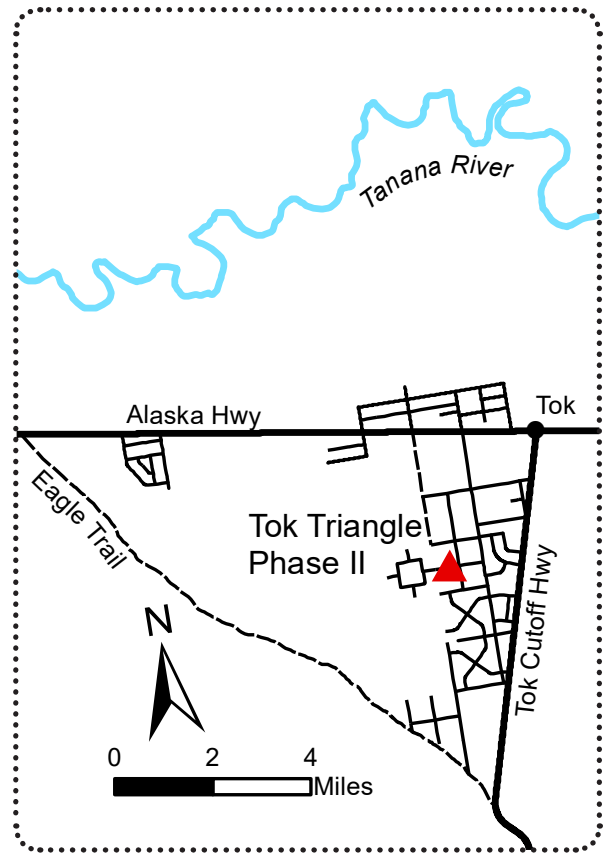 Tanana River
Tok
Alaska Hwy
Eagle Trail
Tok Triangle
Phase II
Tok Cutoff Hwy
N
0 2 4
Miles